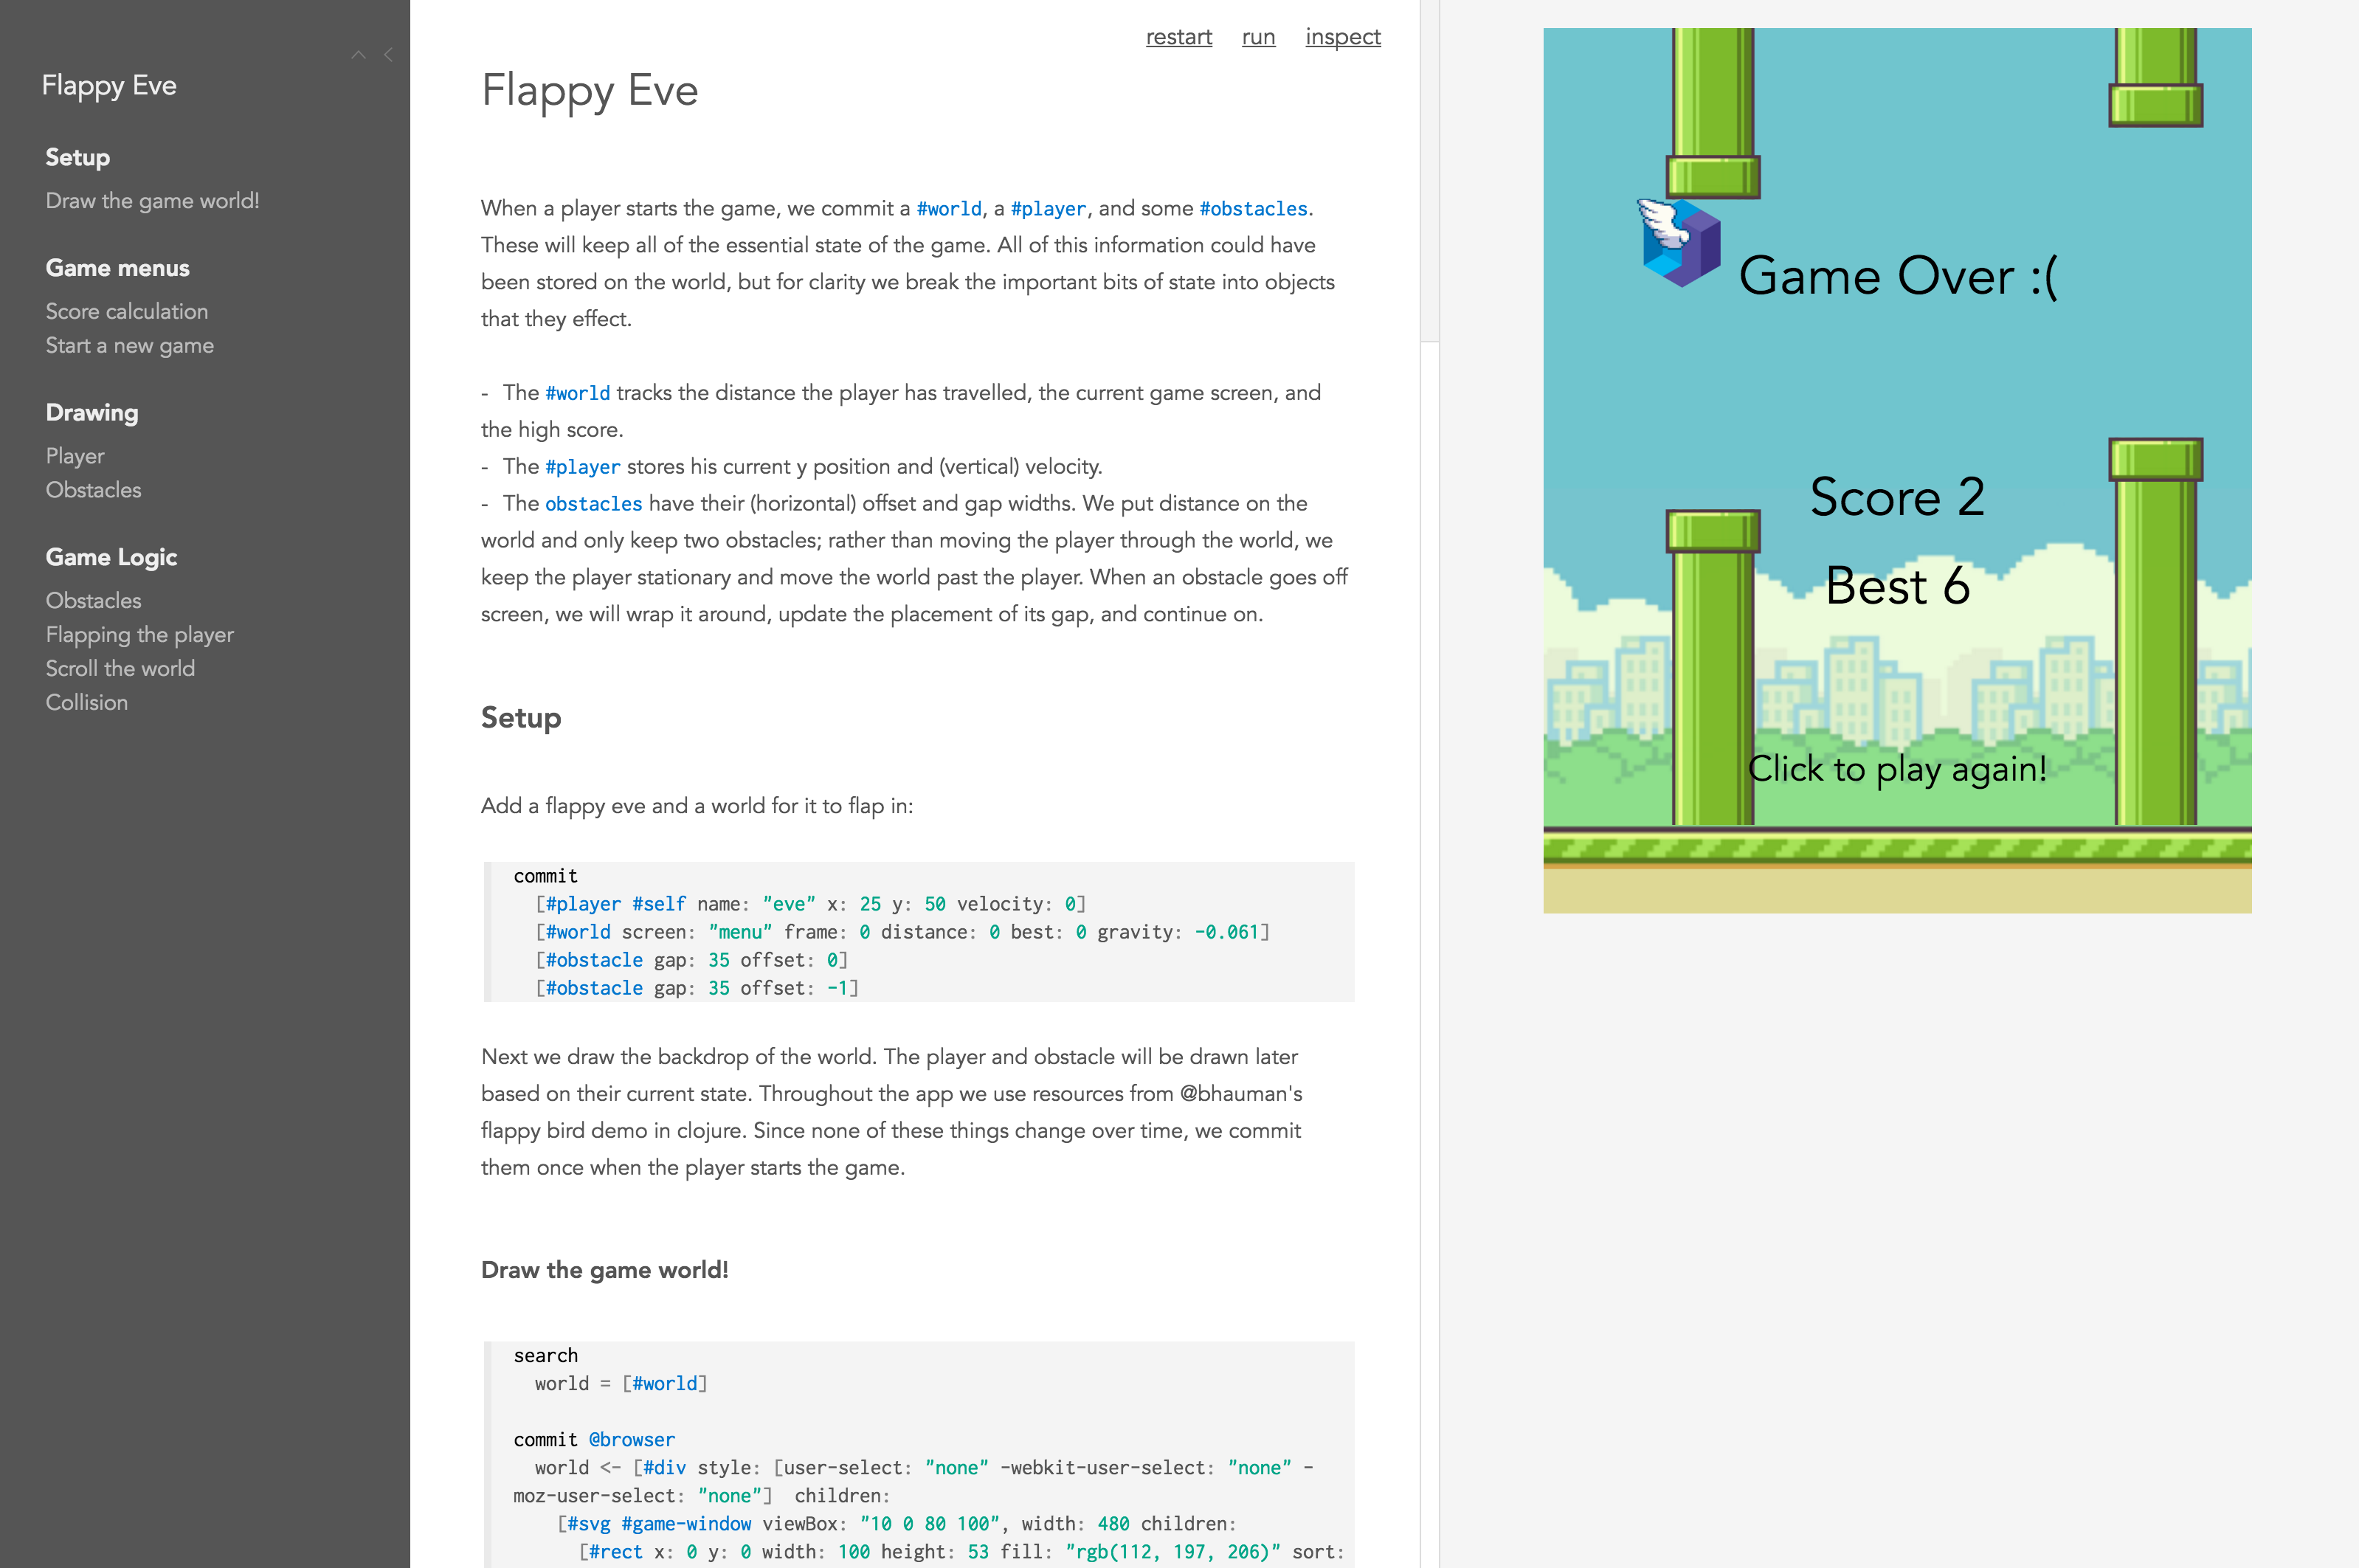 Flappy Eve
Setup
Draw the game world!
Game menus
Score calculation
Start a new game
Drawing
Player
Obstacles
Game Logic
Obstacles
Flapping the player
Scroll the world
Collision
restart run inspect
Flappy Eve
When a player starts the game, we commit a #world, a #player, and some #obstacles.
These will keep all of the essential state of the game. All of this information could have
been stored on the world, but for clarity we break the important bits of state into objects
that they effect.
- The #world tracks the distance the player has travelled, the current game screen, and
the high score.
- The #player stores his current y position and (vertical) velocity.
- The obstacles have their (horizontal) offset and gap widths. We put distance on the
world and only keep two obstacles; rather than moving the player through the world, we
keep the player stationary and move the world past the player. When an obstacle goes off
screen, we will wrap it around, update the placement of its gap, and continue on.
Setup
Add a flappy eve and a world for it to flap in:
commit
[#player #self name: "eve" x: 25 y: 50 velocity: 0]
[#world screen: "menu" frame: 0 distance: 0 best: 0 gravity: -0.061]
[#obstacle gap: 35 offset: 0]
[#obstacle gap: 35 offset: -1]
Next we draw the backdrop of the world. The player and obstacle will be drawn later
based on their current state. Throughout the app we use resources from @bhauman's
flappy bird demo in clojure. Since none of these things change over time, we commit
them once when the player starts the game.
Draw the game world!
search
world = [#world]
commit @browser
world <- [#div style: [user-select: "none" -webkit-user-select: "none" -
moz-user-select: "none"] children:
[#svg #game-window viewBox: "10 0 80 100", width: 480 children:
[#rect x: 0 y: 0 width: 100 height: 53 fill: "rgb(112, 197, 206)" sort:
Game Over :(
Score 2
Best 6
Click to play again!